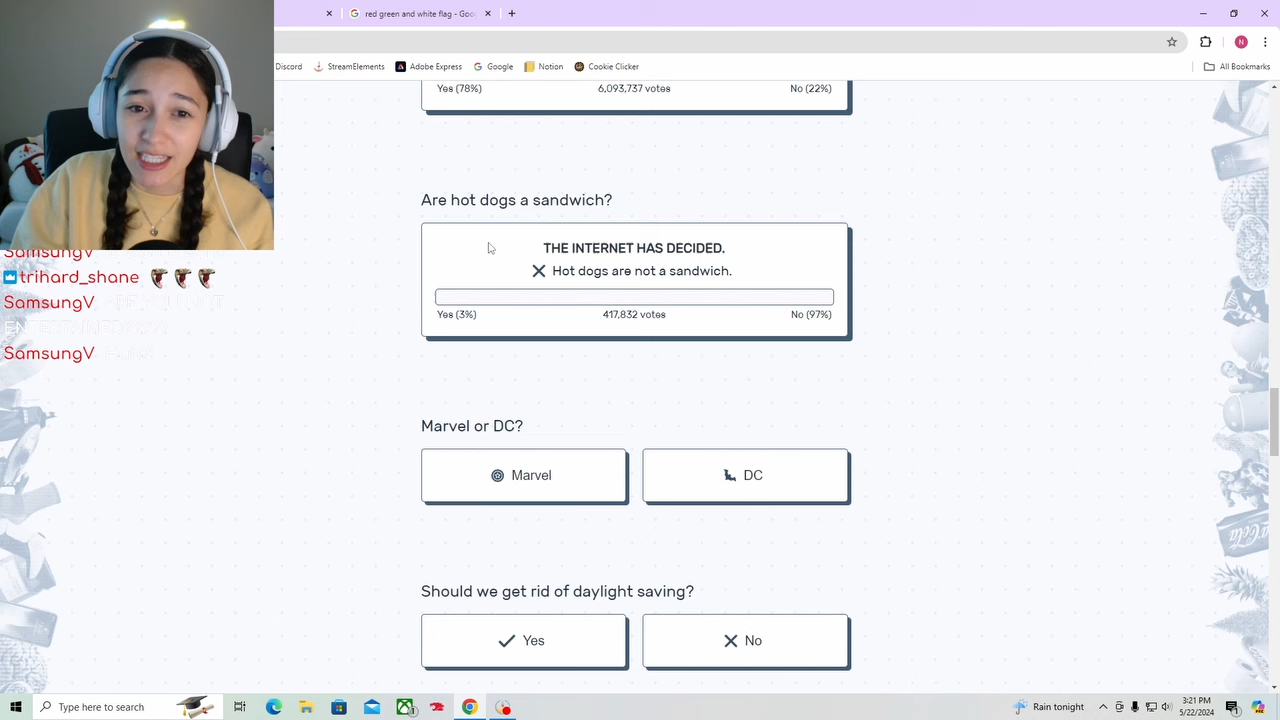 red green and white flag - Goo
Discord
StreamElements
Adobe Express
Google
Notion
Cookie Clicker
All Bookmarks
N
Yes (78%)
6,093,737 votes
No (22%)
Are hot dogs a sandwich?
THE INTERNET HAS DECIDED.
Hot dogs are not a sandwich.
Yes (3%)
417,832 votes
No (97%)
Marvel or DC?
Marvel
DC
Should we get rid of daylight saving?
Yes
No
SamsungV
trihard_shane
SamsungV
SamsungV
Type here to search
Rain tonight
3:21 PM
5/22/2024